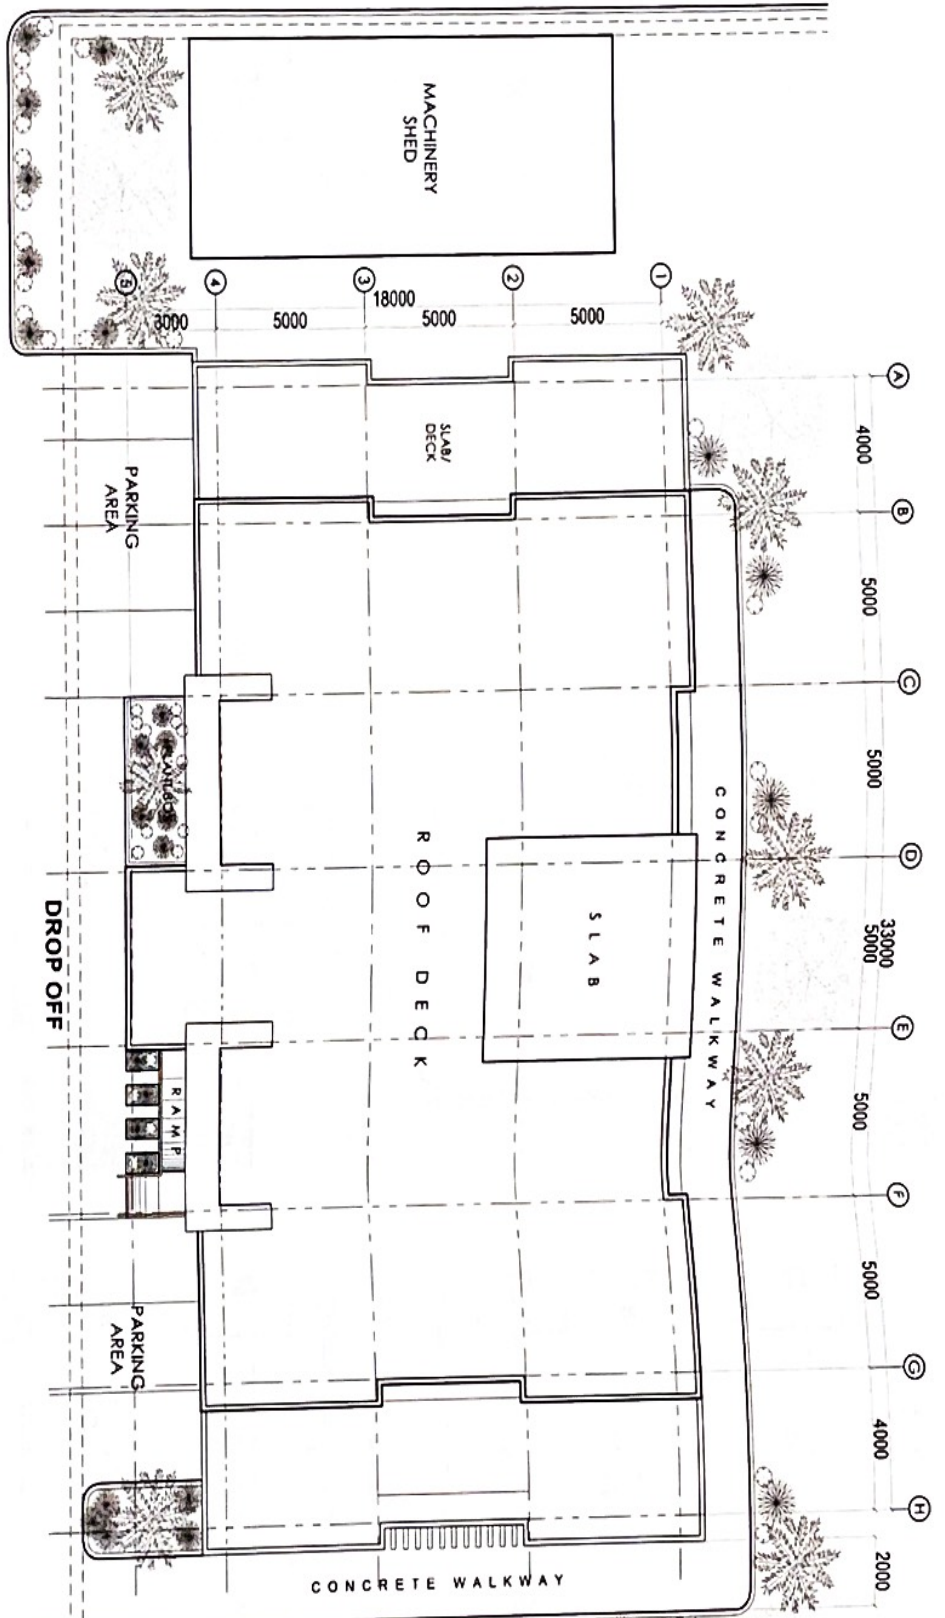 MACHINERY
SHED
5
4
3
2
1
18000
3000
5000
5000
5000
A
4000
B
5000
C
5000
D
33000
5000
E
5000
F
5000
G
4000
H
2000
SLAB/
DECK
PARKING
AREA
ROOF DECK
SLAB
CONCRETE WALKWAY
DROP OFF
RAMP
PARKING
AREA
CONCRETE WALKWAY